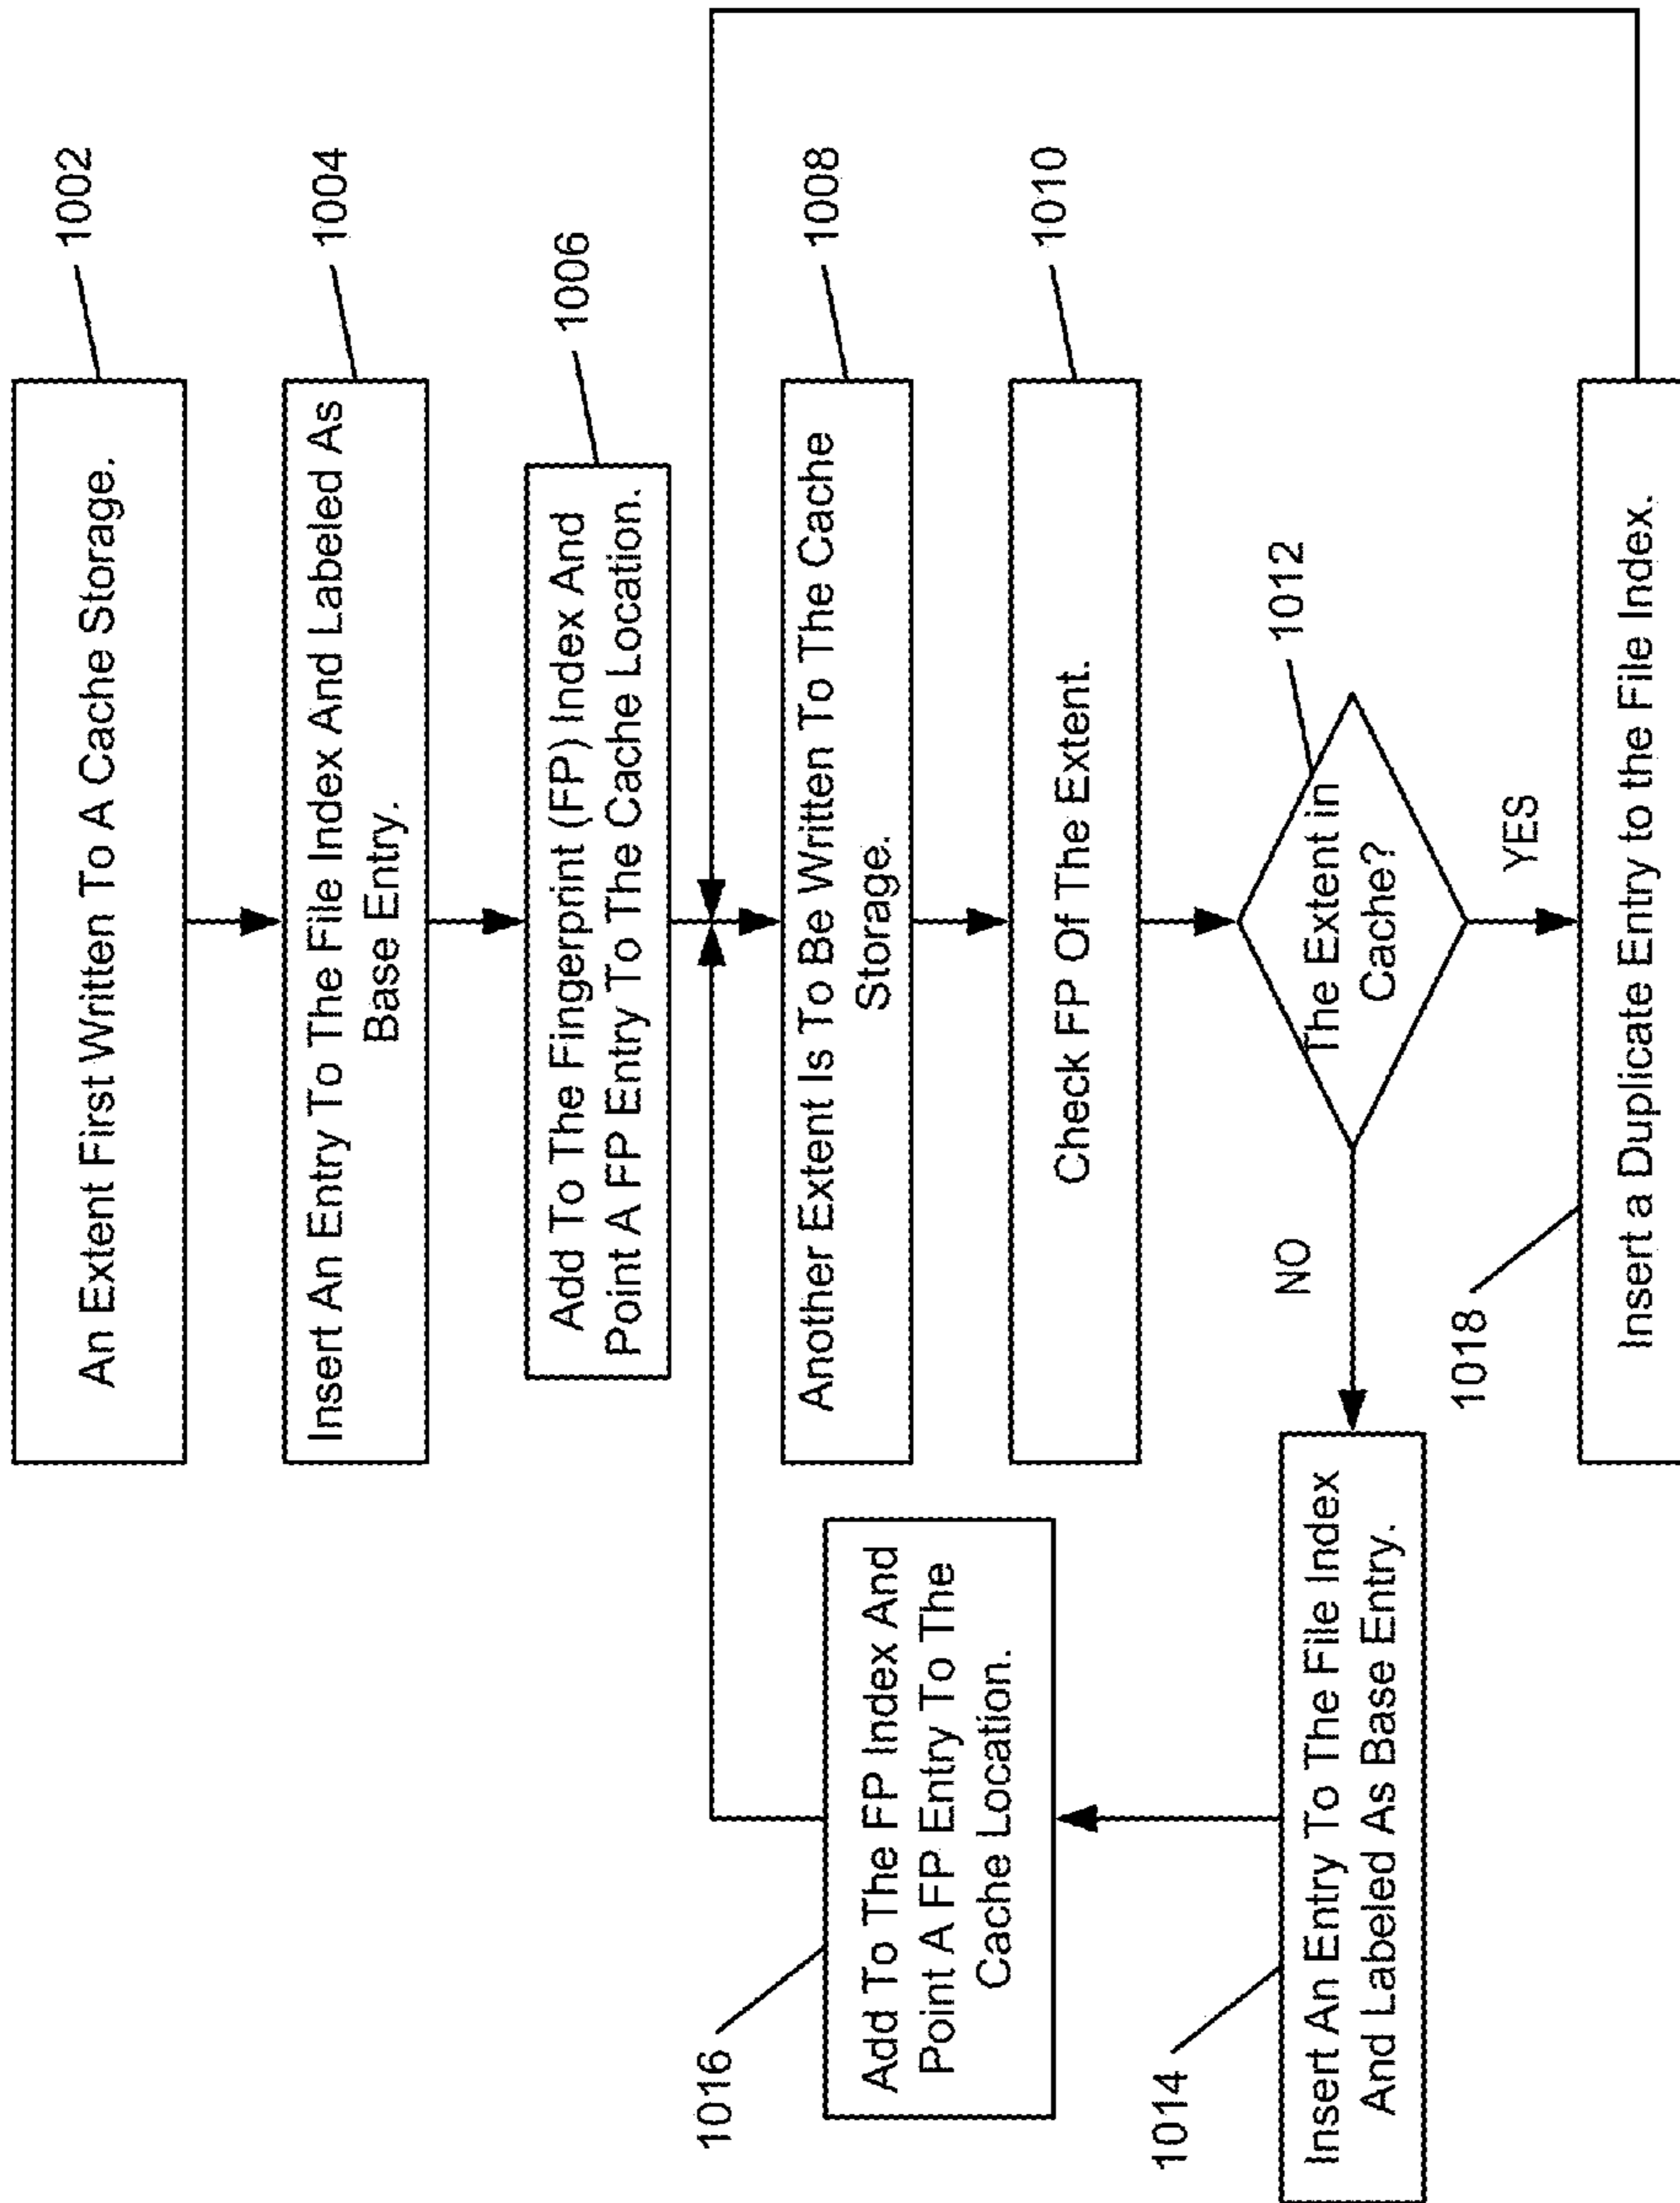 An Extent First Written To A Cache Storage.
1002
Insert An Entry To The File Index And Labeled As
Base Entry.
1004
Add To The Fingerprint (FP) Index And
Point A FP Entry To The Cache Location.
1006
Another Extent Is To Be Written To The Cache
Storage.
1008
Check FP Of The Extent.
1010
The Extent in
Cache?
1012
NO
YES
Insert An Entry To The File Index
And Labeled As Base Entry.
1014
Add To The FP Index And
Point A FP Entry To The
Cache Location.
1016
Insert a Duplicate Entry to the File Index.
1018